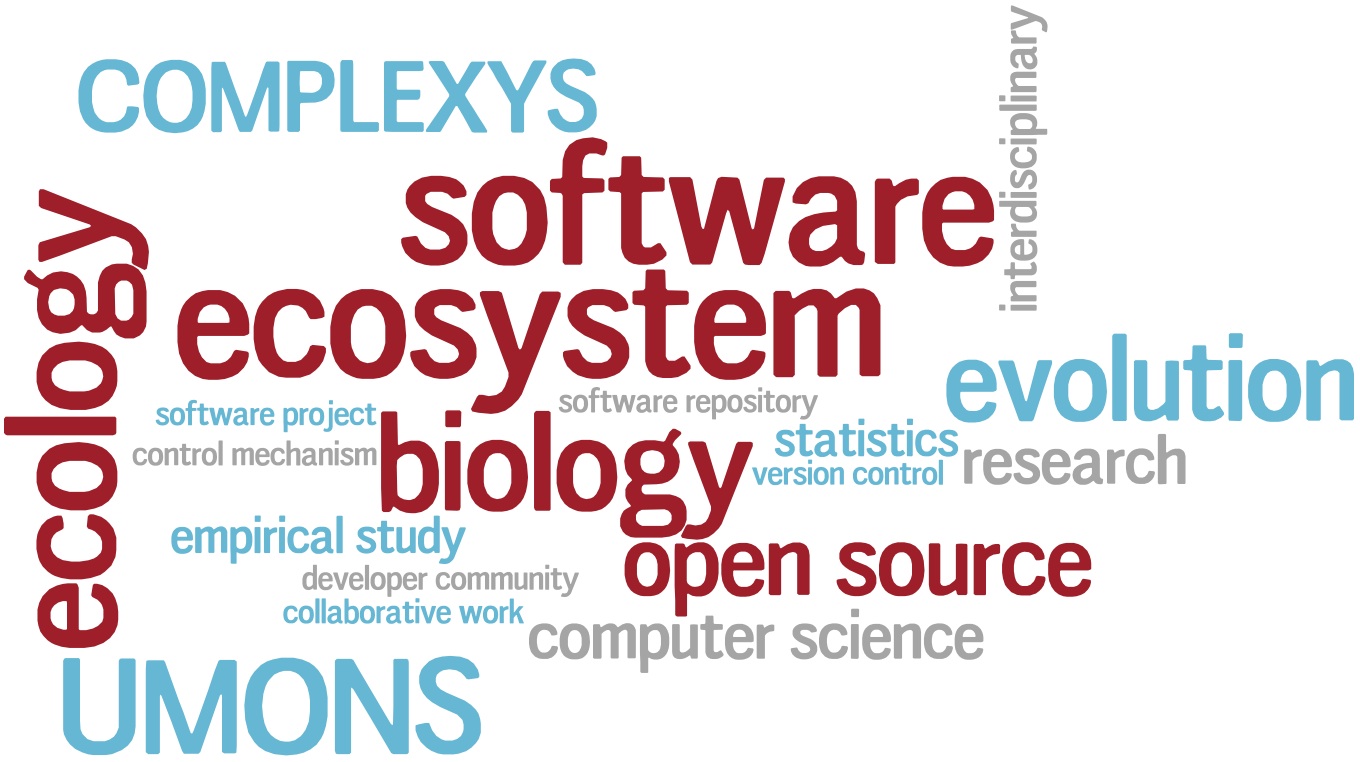 COMPLEXYS
interdisciplinary
software
ecology
ecosystem
evolution
software repository
software project
biology
statistics
control mechanism
version control
research
empirical study
open source
developer community
collaborative work
computer science
UMONS